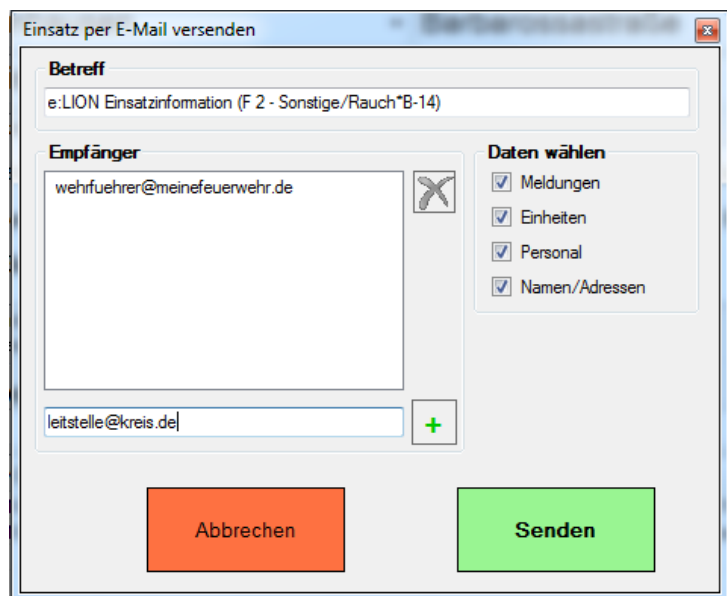 Einsatz per E-Mail versenden
Betreff
e:LION Einsatzinformation (F 2 - Sonstige/Rauch*B-14)
Empfänger
wehrfuehrer@meinefeuerwehr.de
leitstelle@kreis.de
+
Daten wählen
Meldungen
Einheiten
Personal
Namen/Adressen
Abbrechen
Senden